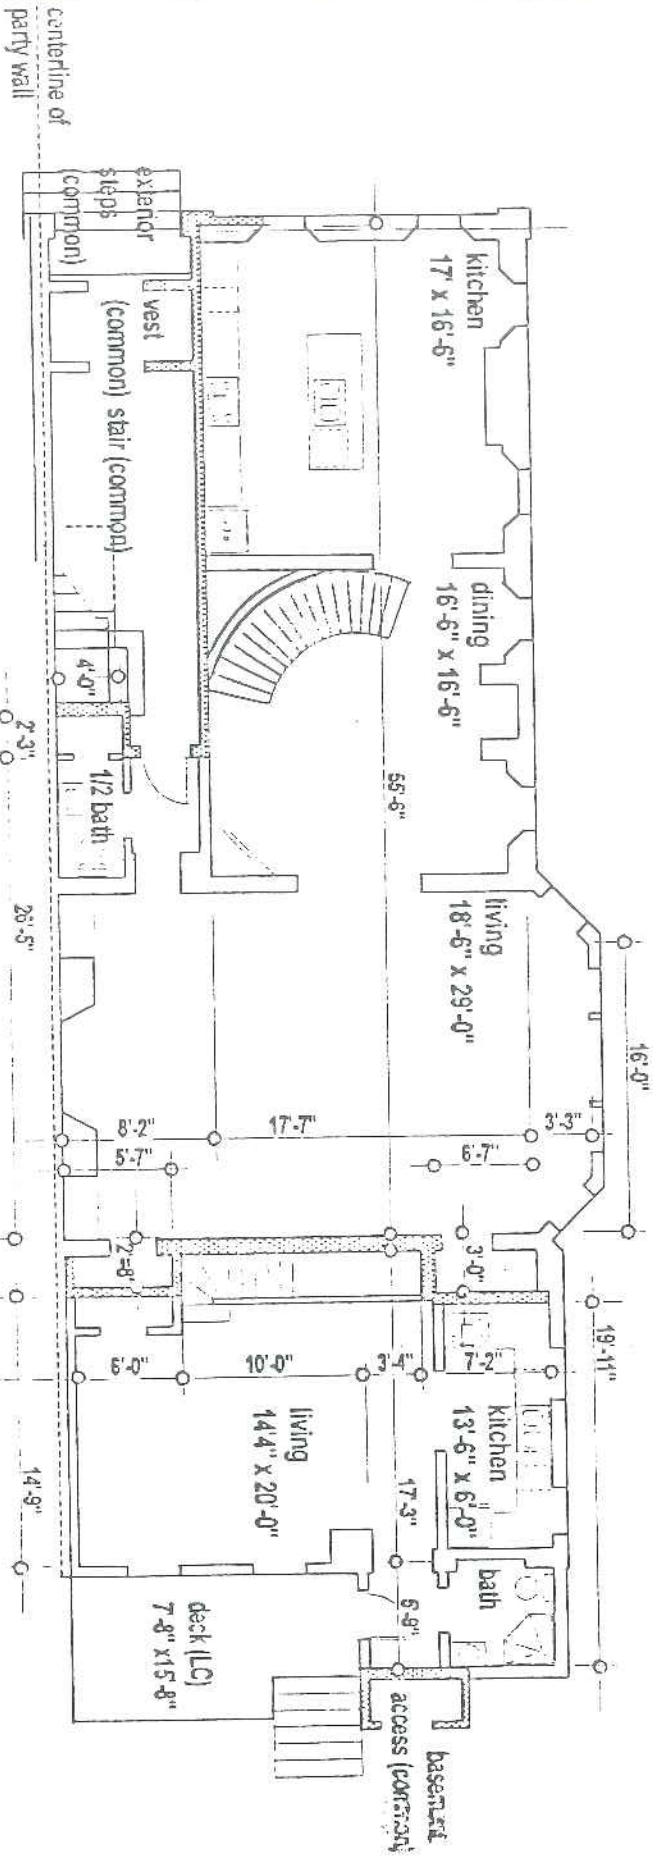 centerline of
party wall
exterior
steps
(common)
vest
(common) stair (common)
kitchen
17' x 16'-6"
dining
16'-6" x 16'-6"
living
18'-6" x 29'-0"
55'-6"
4'-0"
1/2 bath
2'-3"
26'-5"
16'-0"
8'-2"
17'-7"
3'-3"
5'-7"
6'-7"
2'=8'
3'-0"
19'-11"
6'-0"
10'-0"
3'-4"
7'-2"
kitchen
13'-6" x 6'-0"
living
14'4" x 20'-0"
17'-3"
14'-9"
bath
deck (LC)
7'-8" x15'-8"
basement
access (common)